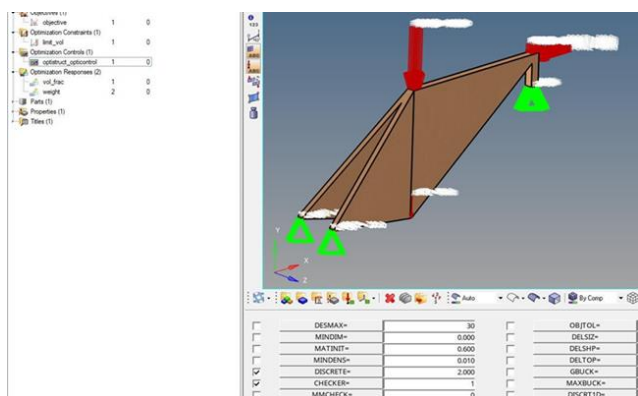 Objectives (1)
objective 1 0
Optimization Constraints (1)
limit_vol 1 0
Optimization Controls (1)
optistruct_opticontrol 1 0
Optimization Responses (2)
vol_frac 1 0
weight 2 0
Parts (1)
Properties (1)
Titles (1)
123
ABS
Y
X
Z
Auto
By Comp
DESMAX= 30 OBJTOL=
MINDIM= 0.000 DELSIZ=
MATINIT= 0.600 DELSHP=
MINDENS= 0.010 DELTOP=
DISCRETE= 2.000 GBUCK=
CHECKER= 1 MAXBUCK=
MMCHECK= 0 DISCRT1D=